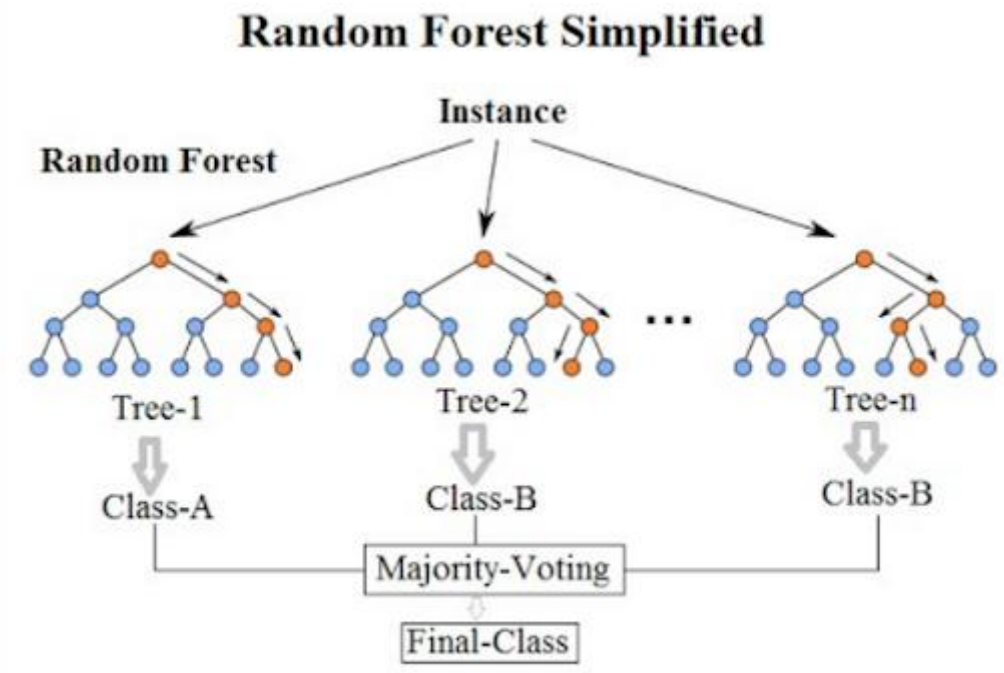 Random Forest Simplified
Instance
Random Forest
...
Tree-1
Tree-2
Tree-n
Class-A
Class-B
Class-B
Majority-Voting
Final-Class